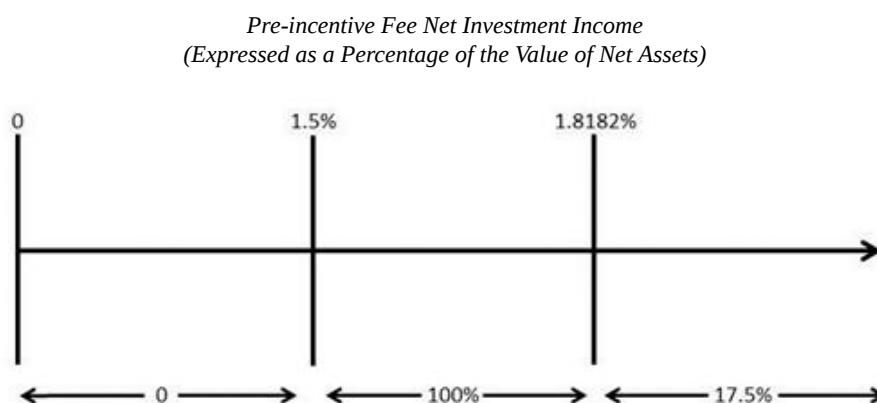 Pre-incentive Fee Net Investment Income
(Expressed as a Percentage of the Value of Net Assets)
0 1.5% 1.8182%
0 100% 17.5%